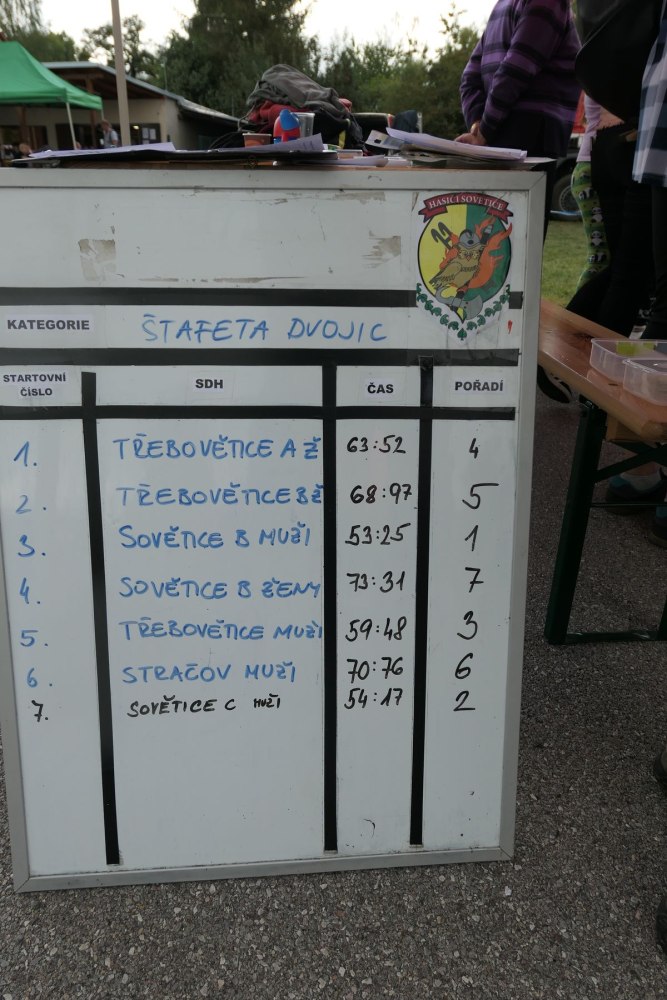 HASIČI SOVĚTICE
KATEGORIE ŠTAFETA DVOJIC
STARTOVNÍ ČÍSLO SDH ČAS POŘADÍ
1. TŘEBOVĚTICE A Ž 63:52 4
2. TŘEBOVĚTICE B Ž 68:97 5
3. SOVĚTICE B MUŽI 53:25 1
4. SOVĚTICE B ŽENY 73:31 7
5. TŘEBOVĚTICE MUŽI 59:48 3
6. STRAČOV MUŽI 70:76 6
7. SOVĚTICE C MUŽI 54:17 2